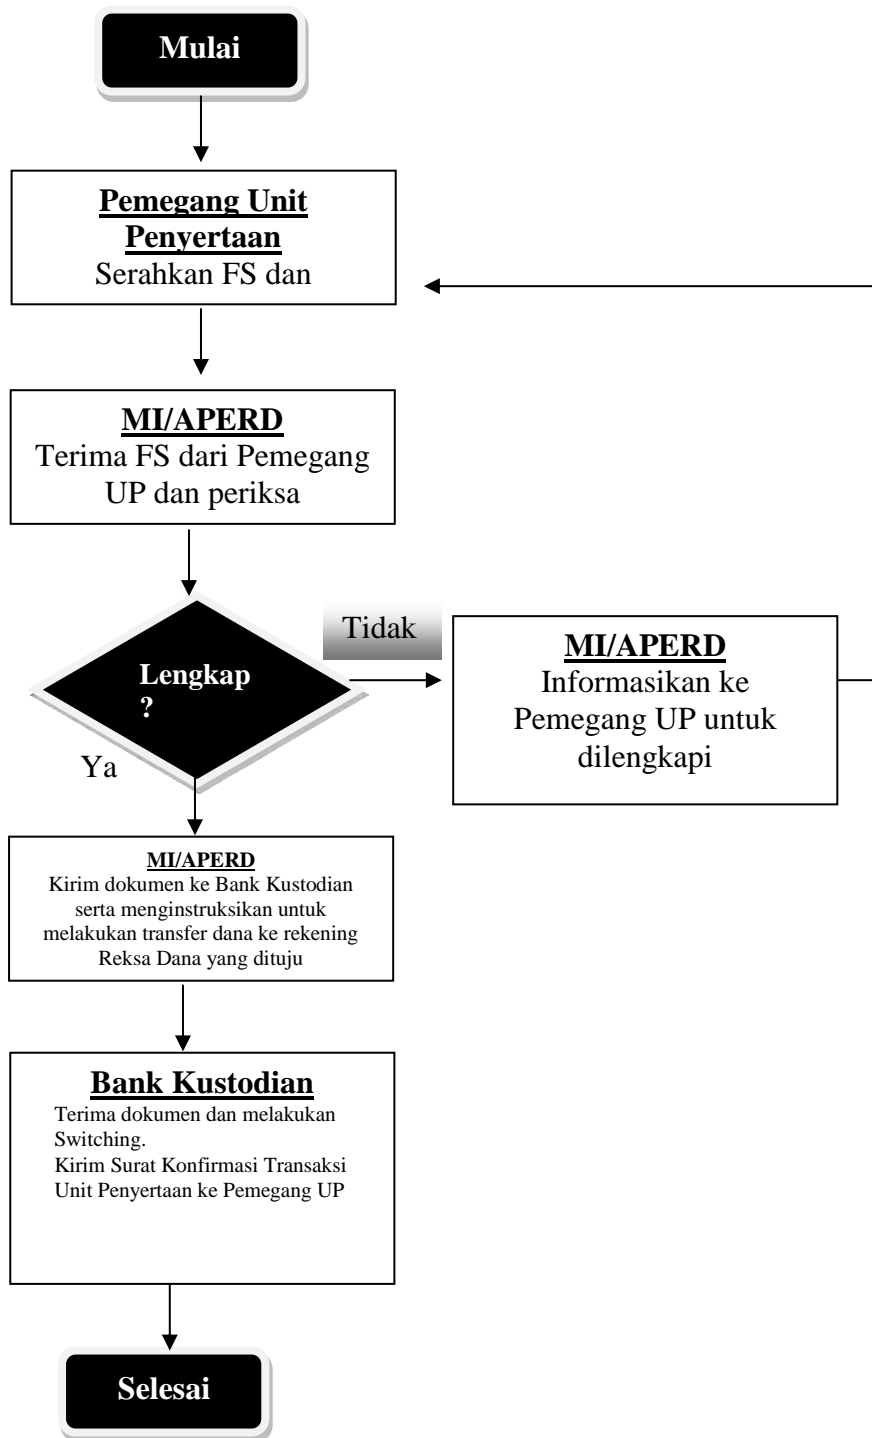 Mulai
Pemegang Unit
Penyertaan
Serahkan FS dan
MI/APERD
Terima FS dari Pemegang
UP dan periksa
Lengkap
?
Tidak
MI/APERD
Informasikan ke
Pemegang UP untuk
dilengkapi
Ya
MI/APERD
Kirim dokumen ke Bank Kustodian
serta menginstruksikan untuk
melakukan transfer dana ke rekening
Reksa Dana yang dituju
Bank Kustodian
Terima dokumen dan melakukan
Switching.
Kirim Surat Konfirmasi Transaksi
Unit Penyertaan ke Pemegang UP
Selesai